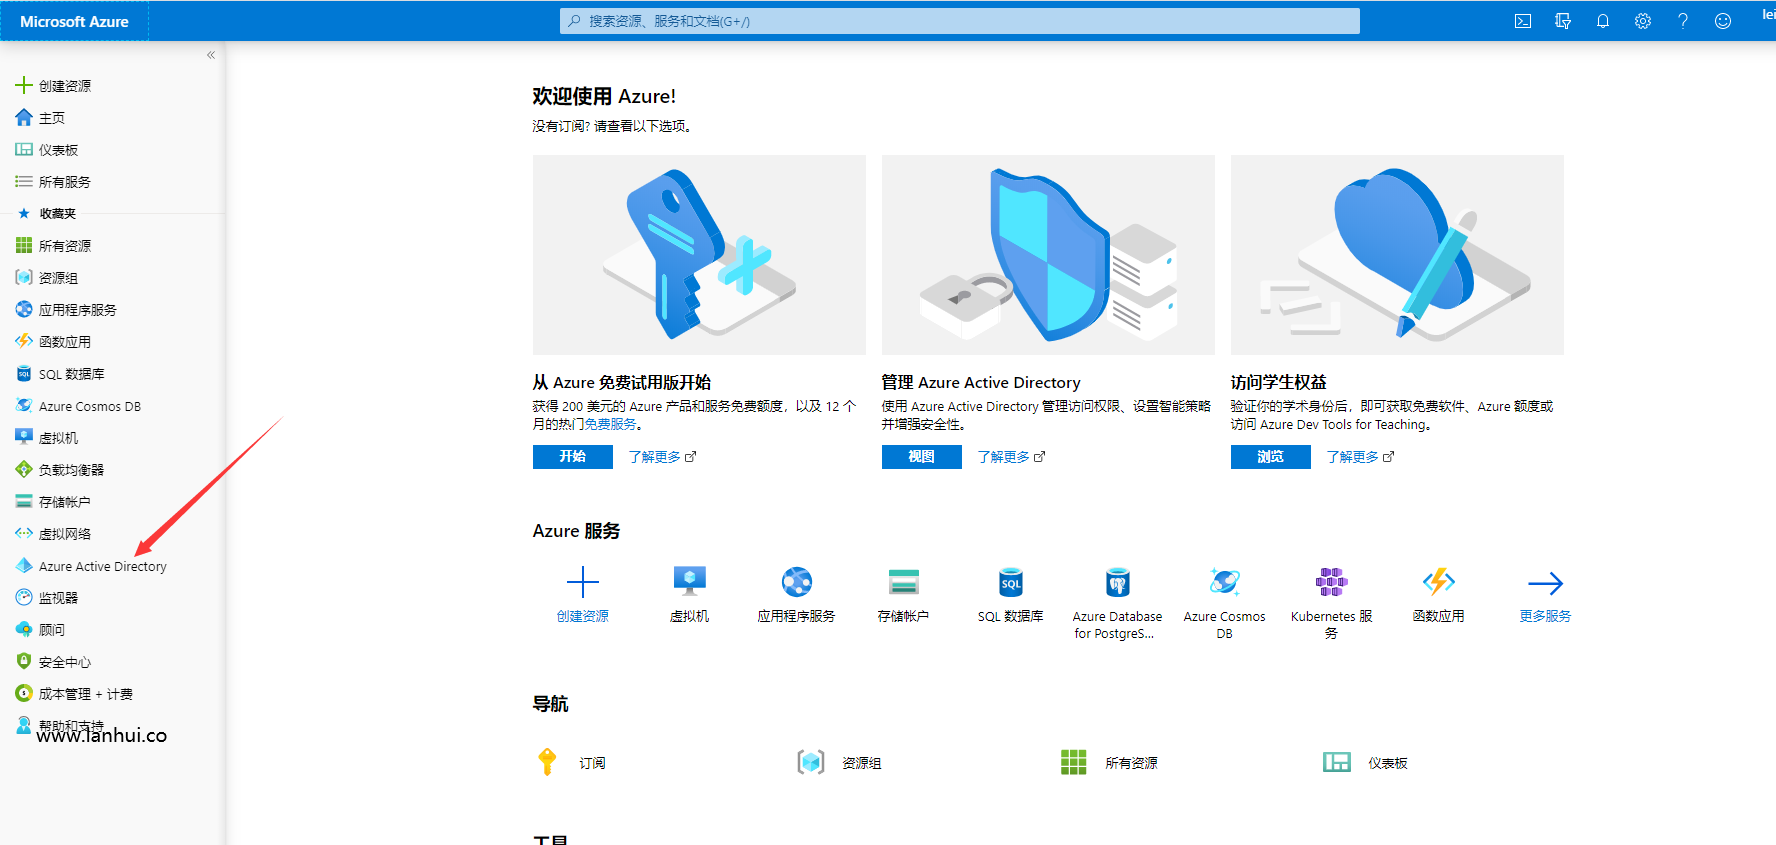 Microsoft Azure
搜索资源、服务和文档(G+/)
lei
«
创建资源
主页
仪表板
所有服务
收藏夹
所有资源
资源组
应用程序服务
函数应用
SQL 数据库
Azure Cosmos DB
虚拟机
负载均衡器
存储帐户
虚拟网络
Azure Active Directory
监视器
顾问
安全中心
成本管理 + 计费
帮助和支持
www.lanhui.co
欢迎使用 Azure!
没有订阅? 请查看以下选项。
从 Azure 免费试用版开始
获得 200 美元的 Azure 产品和服务免费额度，以及 12 个
月的热门免费服务。
开始
了解更多
管理 Azure Active Directory
使用 Azure Active Directory 管理访问权限、设置智能策略
并增强安全性。
视图
了解更多
访问学生权益
验证你的学术身份后，即可获取免费软件、Azure 额度或
访问 Azure Dev Tools for Teaching。
浏览
了解更多
Azure 服务
创建资源
虚拟机
应用程序服务
存储帐户
SQL
SQL 数据库
Azure Database
for PostgreS...
Azure Cosmos
DB
Kubernetes 服
务
函数应用
更多服务
导航
订阅
资源组
所有资源
仪表板
工具